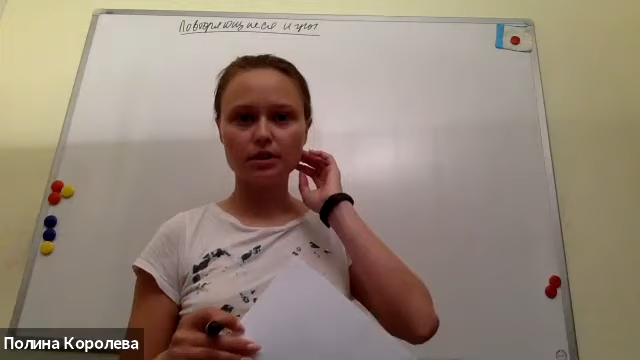 Повторяющиеся игры
Полина Королева